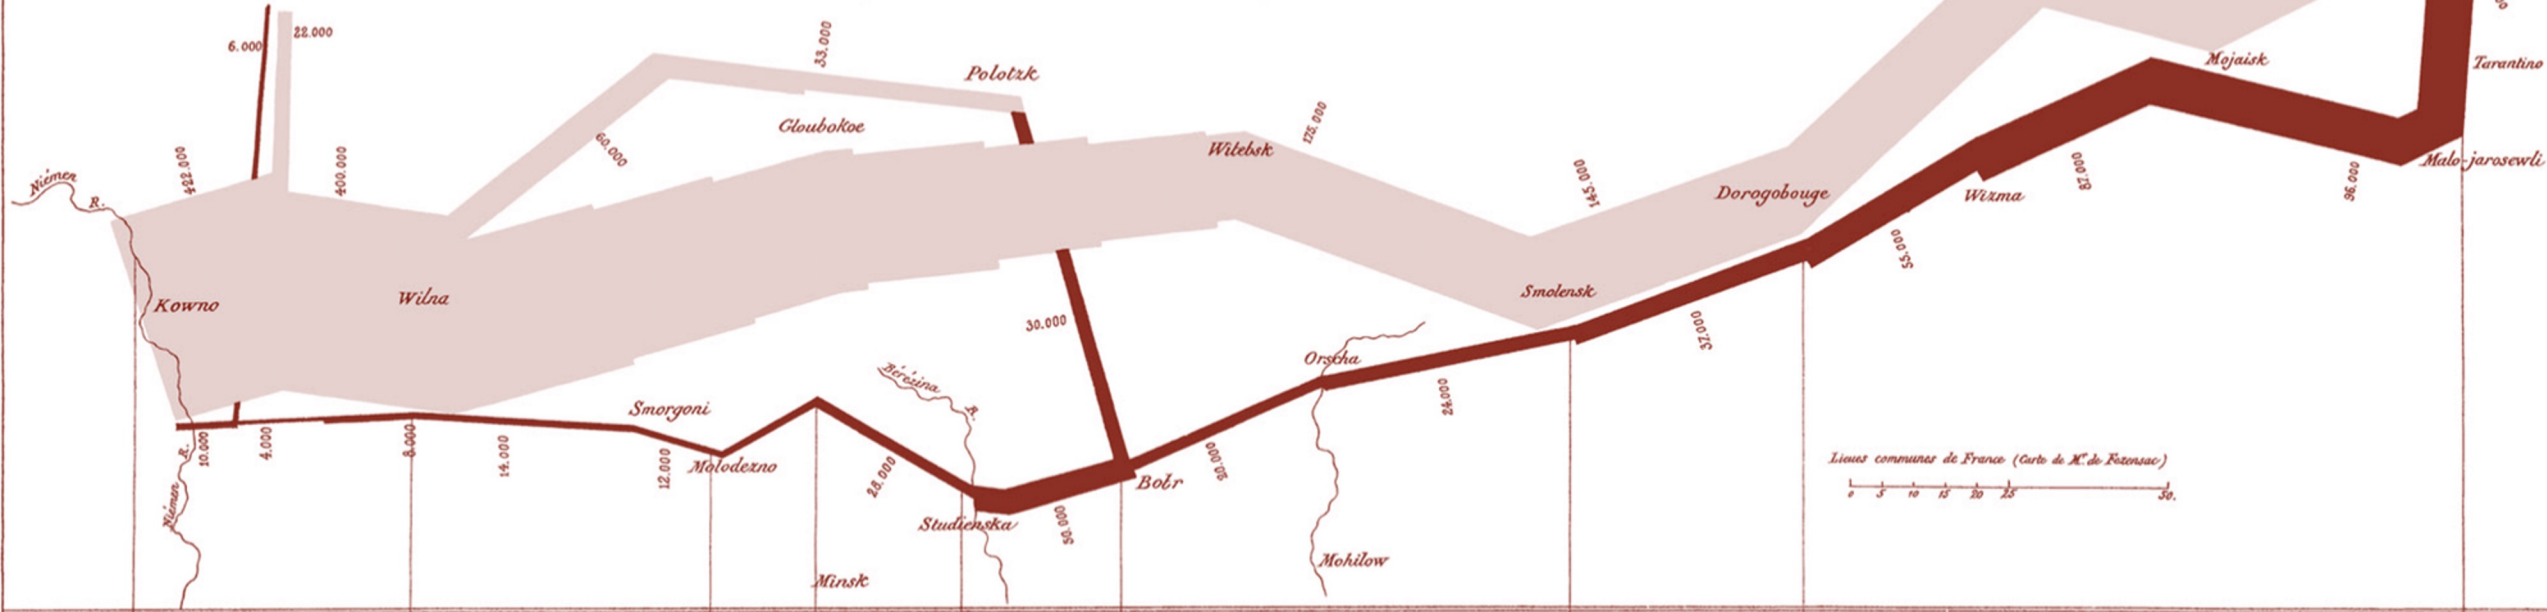 6.000
22.000
33.000
Polotzk
Mojaisk
Tarantino
Gloubokoe
60.000
175.000
Witebsk
422.000
400.000
Niémen
R.
145.000
Dorogobouge
Wizma
87.000
96.000
Malo-jarosewli
55.000
Kowno
Wilna
Smolensk
30.000
37.000
Orscha
Bérézina
R.
24.000
Smorgoni
10.000
4.000
8.000
14.000
12.000
Molodezno
28.000
20.000
Bobr
R.
Niémen
Studienska
50.000
Mohilow
Minsk
Lieues communes de France (Carte de M. de Fezensac)
0 5 10 15 20 25 50.